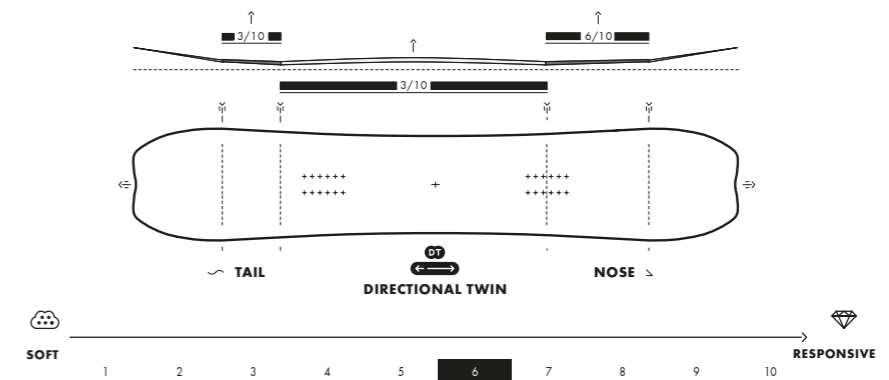 3/10
6/10
3/10
++++++ ++++++
++++++ ++++++
+
DT
TAIL
NOSE
DIRECTIONAL TWIN
SOFT
RESPONSIVE
1 2 3 4 5 6 7 8 9 10